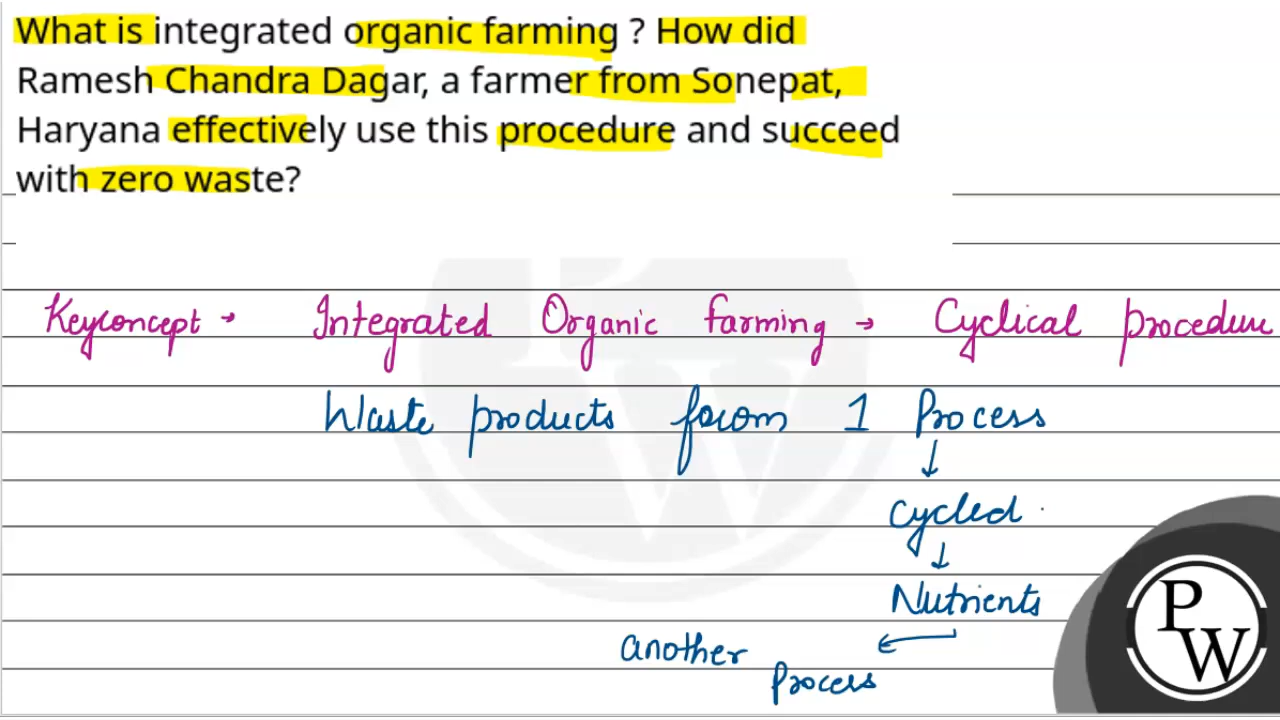 What is integrated organic farming ? How did
Ramesh Chandra Dagar, a farmer from Sonepat,
Haryana effectively use this procedure and succeed
with zero waste?
Keyconcept → Integrated Organic farming → Cyclical procedure
Waste products from 1 Process
↓
Cycled
↓
Nutrients
another
process
PW